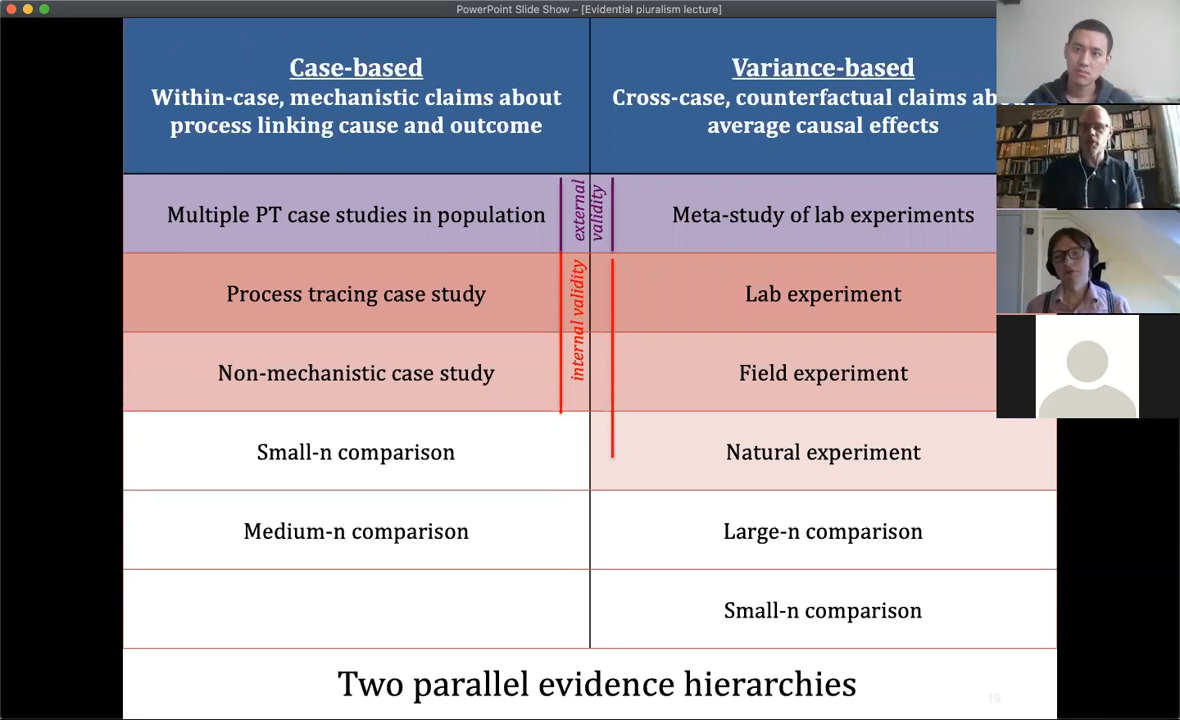 PowerPoint Slide Show – [Evidential pluralism lecture]
Case-based
Within-case, mechanistic claims about
process linking cause and outcome
Variance-based
Cross-case, counterfactual claims about
average causal effects
Multiple PT case studies in population
external
validity
Meta-study of lab experiments
Process tracing case study
internal validity
Lab experiment
Non-mechanistic case study
Field experiment
Small-n comparison
Natural experiment
Medium-n comparison
Large-n comparison
Small-n comparison
Two parallel evidence hierarchies
19